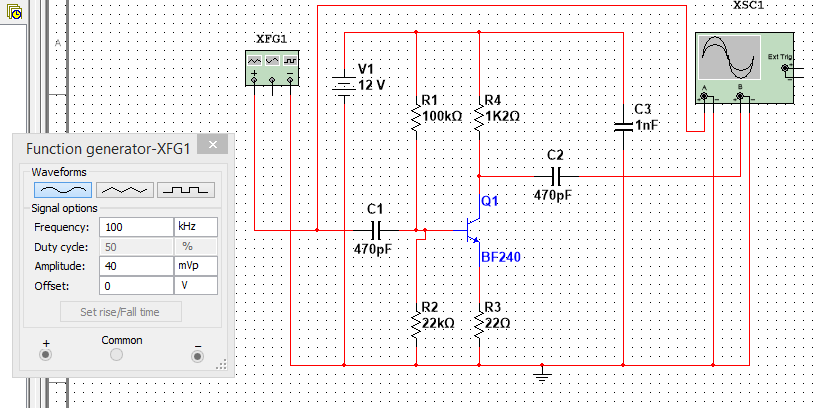 XSC1
XFG1
A
V1
12 V
R1
100kΩ
R4
1K2Ω
C3
1nF
Ext Trig
+
A
B
+ −
C2
470pF
Q1
BF240
C1
470pF
R2
22kΩ
R3
22Ω
Function generator-XFG1
Waveforms
Signal options
Frequency: 100 kHz
Duty cycle: 50 %
Amplitude: 40 mVp
Offset: 0 V
Set rise/Fall time
+ Common −